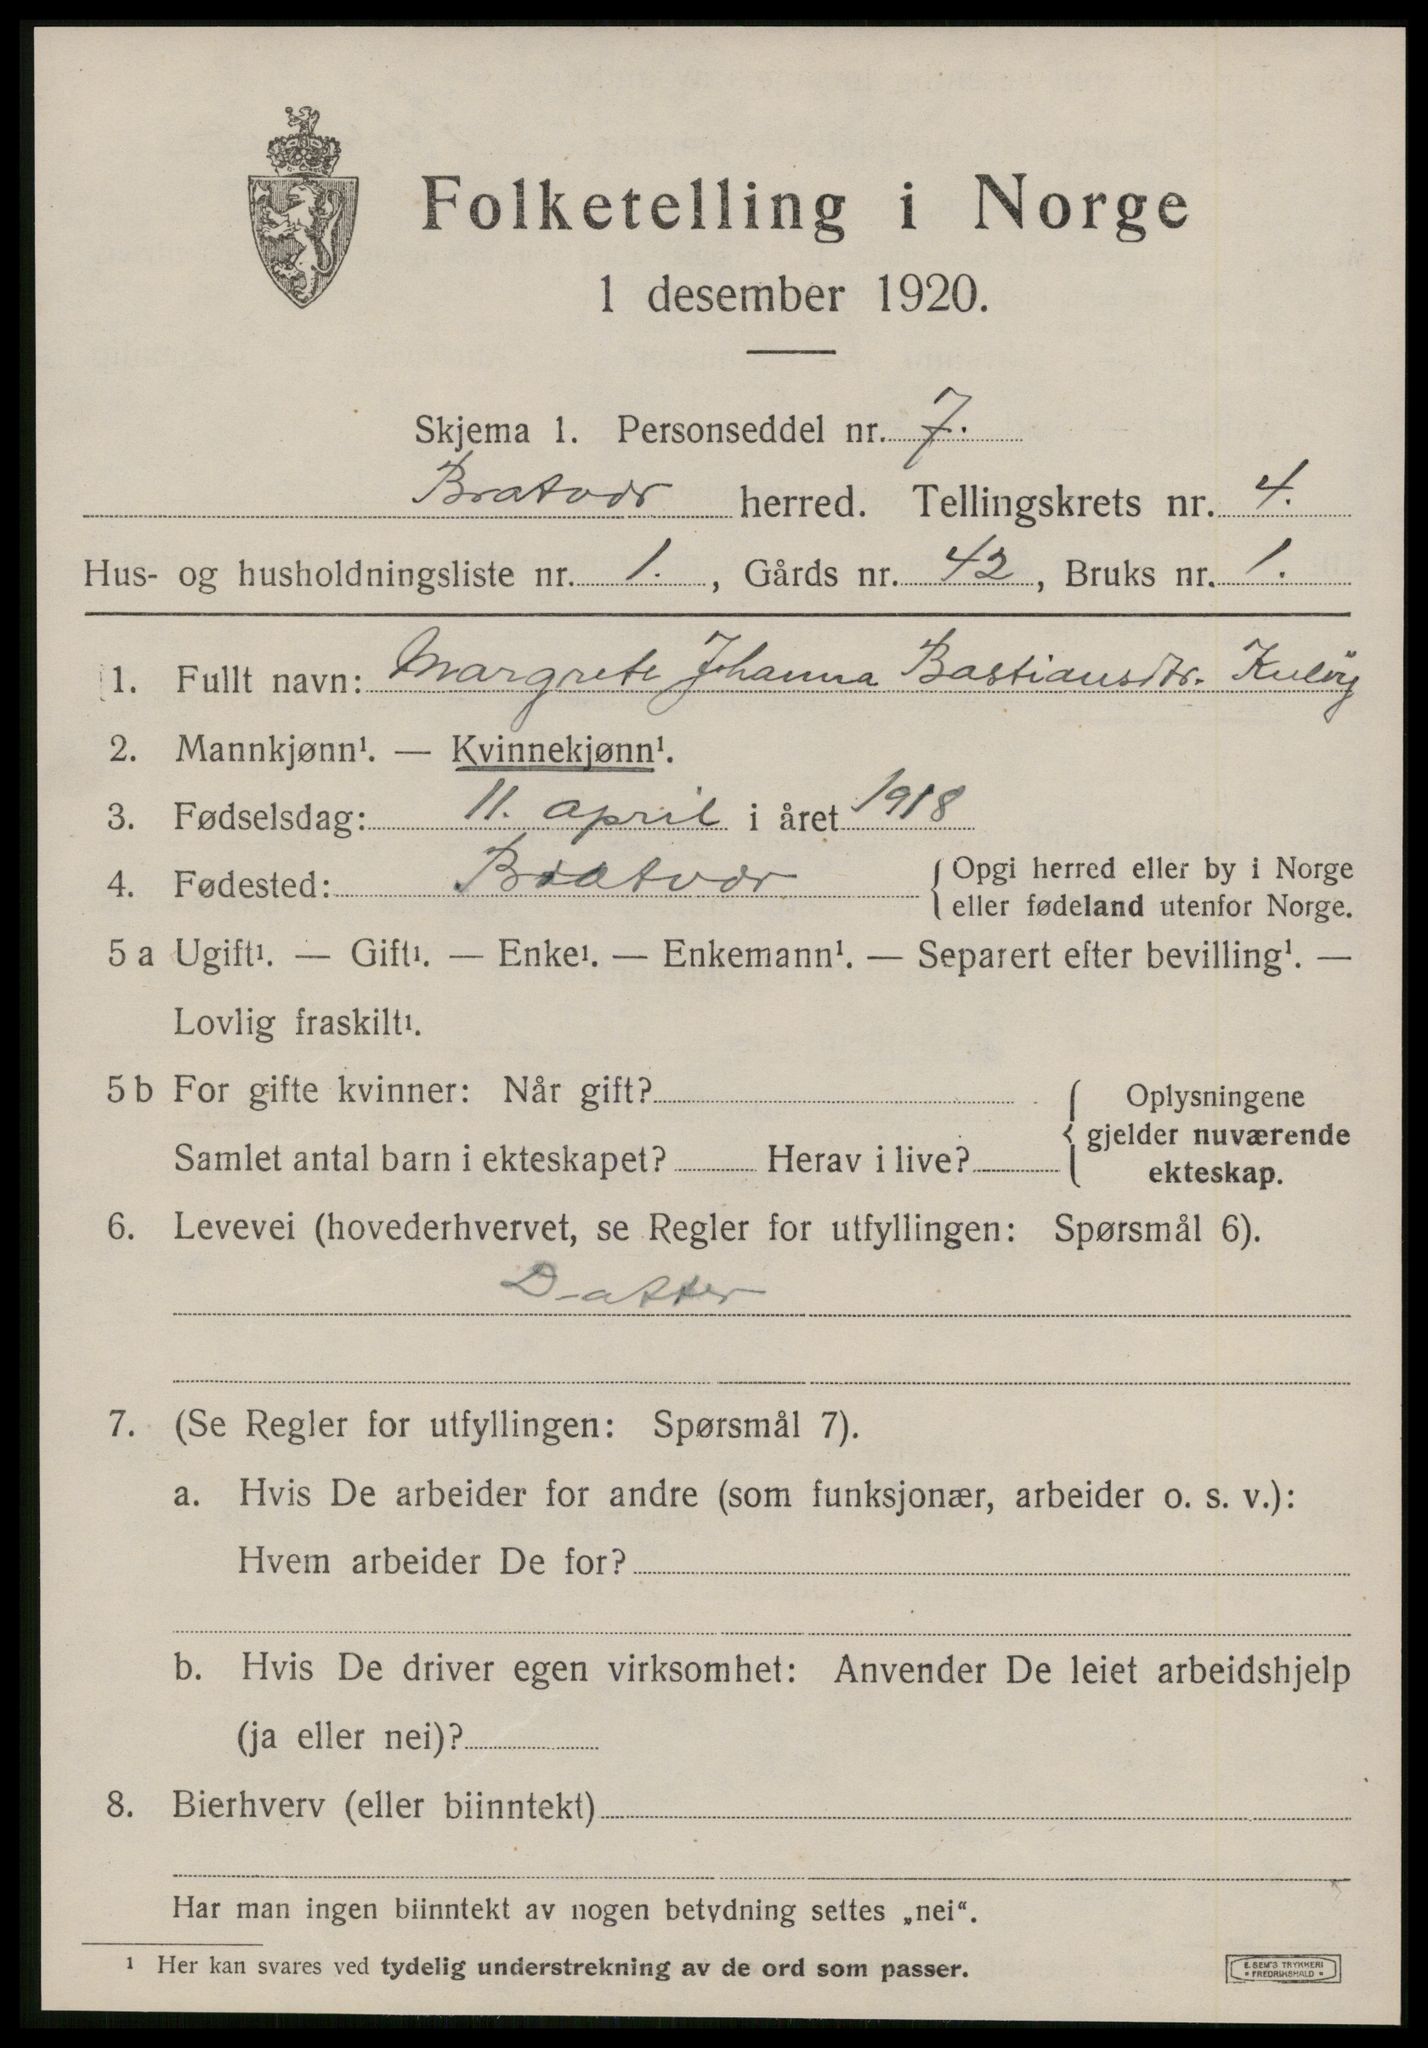 Folketelling i Norge
1 desember 1920.
Skjema 1. Personseddel nr. 7.
Bratvær herred. Tellingskrets nr. 4.
Hus- og husholdningsliste nr. 1., Gårds nr. 42, Bruks nr. 1.
1. Fullt navn: Margrete Johanna Bastiansdtr. Kuløy
2. Mannkjønn¹. — Kvinnekjønn¹.
3. Fødselsdag: 11. april i året 1918
4. Fødested: Bratvær { Opgi herred eller by i Norge
eller fødeland utenfor Norge.
5 a Ugift¹. — Gift¹. — Enke¹. — Enkemann¹. — Separert efter bevilling¹. —
Lovlig fraskilt¹.
5 b For gifte kvinner: Når gift?
Samlet antal barn i ekteskapet? Herav i live?
Oplysningene
gjelder nuværende
ekteskap.
6. Levevei (hovederhvervet, se Regler for utfyllingen: Spørsmål 6).
Datter
7. (Se Regler for utfyllingen: Spørsmål 7).
a. Hvis De arbeider for andre (som funksjonær, arbeider o. s. v.):
Hvem arbeider De for?
b. Hvis De driver egen virksomhet: Anvender De leiet arbeidshjelp
(ja eller nei)?
8. Bierhverv (eller biinntekt)
Har man ingen biinntekt av nogen betydning settes „nei“.
¹ Her kan svares ved tydelig understrekning av de ord som passer.
E. SEM'S TRYKKERI
* FREDRIKSHALD *